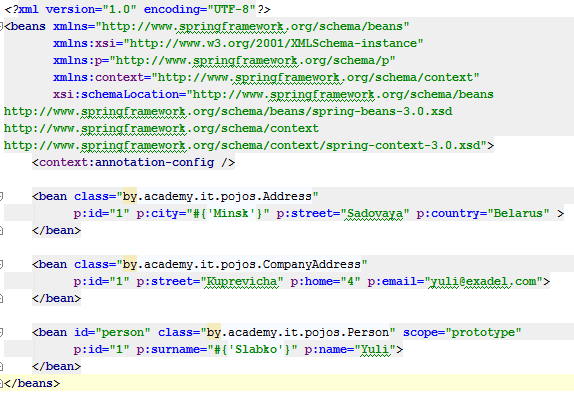 <?xml version="1.0" encoding="UTF-8"?>
<beans xmlns="http://www.springframework.org/schema/beans"
xmlns:xsi="http://www.w3.org/2001/XMLSchema-instance"
xmlns:p="http://www.springframework.org/schema/p"
xmlns:context="http://www.springframework.org/schema/context"
xsi:schemaLocation="http://www.springframework.org/schema/beans
http://www.springframework.org/schema/beans/spring-beans-3.0.xsd
http://www.springframework.org/schema/context
http://www.springframework.org/schema/context/spring-context-3.0.xsd">
<context:annotation-config />
<bean class="by.academy.it.pojos.Address"
p:id="1" p:city="#{'Minsk'}" p:street="Sadovaya" p:country="Belarus" >
</bean>
<bean class="by.academy.it.pojos.CompanyAddress"
p:id="1" p:street="Kuprevicha" p:home="4" p:email="yuli@exadel.com">
</bean>
<bean id="person" class="by.academy.it.pojos.Person" scope="prototype"
p:id="1" p:surname="#{'Slabko'}" p:name="Yuli">
</bean>
</beans>